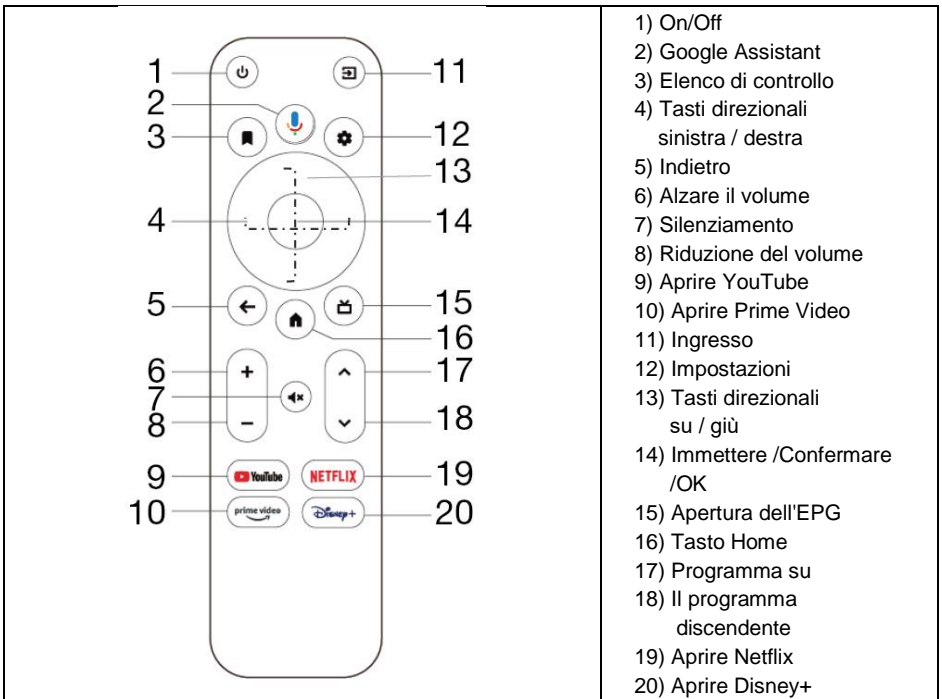 1
2
3
4
5
6
7
8
9
10
11
12
13
14
15
16
17
18
19
20
YouTube
NETFLIX
prime video
Disney+
1) On/Off
2) Google Assistant
3) Elenco di controllo
4) Tasti direzionali
sinistra / destra
5) Indietro
6) Alzare il volume
7) Silenziamento
8) Riduzione del volume
9) Aprire YouTube
10) Aprire Prime Video
11) Ingresso
12) Impostazioni
13) Tasti direzionali
su / giù
14) Immettere /Confermare
/OK
15) Apertura dell'EPG
16) Tasto Home
17) Programma su
18) Il programma
discendente
19) Aprire Netflix
20) Aprire Disney+